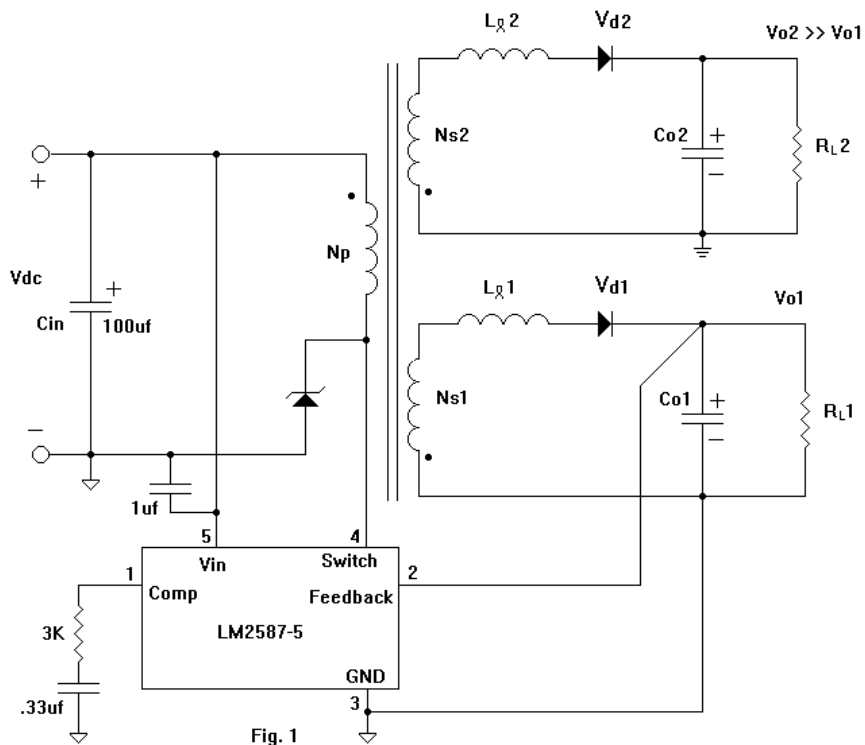 Lℓ2
Vd2
Vo2 >> Vo1
Ns2
Co2
+
−
RL2
+
Np
Vdc
+
Cin
100uf
−
Lℓ1
Vd1
Vo1
Ns1
Co1
+
−
RL1
1uf
5
4
Vin
Switch
1
2
Comp
Feedback
3K
LM2587-5
GND
.33uf
3
Fig. 1